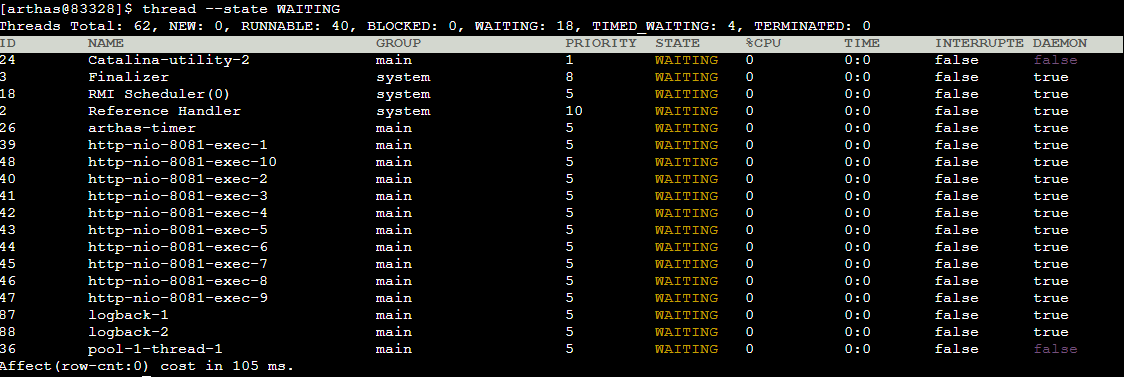 [arthas@83328]$ thread --state WAITING
Threads Total: 62, NEW: 0, RUNNABLE: 40, BLOCKED: 0, WAITING: 18, TIMED_WAITING: 4, TERMINATED: 0
ID NAME GROUP PRIORITY STATE %CPU TIME INTERRUPTE DAEMON
24 Catalina-utility-2 main 1 WAITING 0 0:0 false false
3 Finalizer system 8 WAITING 0 0:0 false true
18 RMI Scheduler(0) system 5 WAITING 0 0:0 false true
2 Reference Handler system 10 WAITING 0 0:0 false true
26 arthas-timer main 5 WAITING 0 0:0 false true
39 http-nio-8081-exec-1 main 5 WAITING 0 0:0 false true
48 http-nio-8081-exec-10 main 5 WAITING 0 0:0 false true
40 http-nio-8081-exec-2 main 5 WAITING 0 0:0 false true
41 http-nio-8081-exec-3 main 5 WAITING 0 0:0 false true
42 http-nio-8081-exec-4 main 5 WAITING 0 0:0 false true
43 http-nio-8081-exec-5 main 5 WAITING 0 0:0 false true
44 http-nio-8081-exec-6 main 5 WAITING 0 0:0 false true
45 http-nio-8081-exec-7 main 5 WAITING 0 0:0 false true
46 http-nio-8081-exec-8 main 5 WAITING 0 0:0 false true
47 http-nio-8081-exec-9 main 5 WAITING 0 0:0 false true
87 logback-1 main 5 WAITING 0 0:0 false true
88 logback-2 main 5 WAITING 0 0:0 false true
36 pool-1-thread-1 main 5 WAITING 0 0:0 false false
Affect(row-cnt:0) cost in 105 ms.